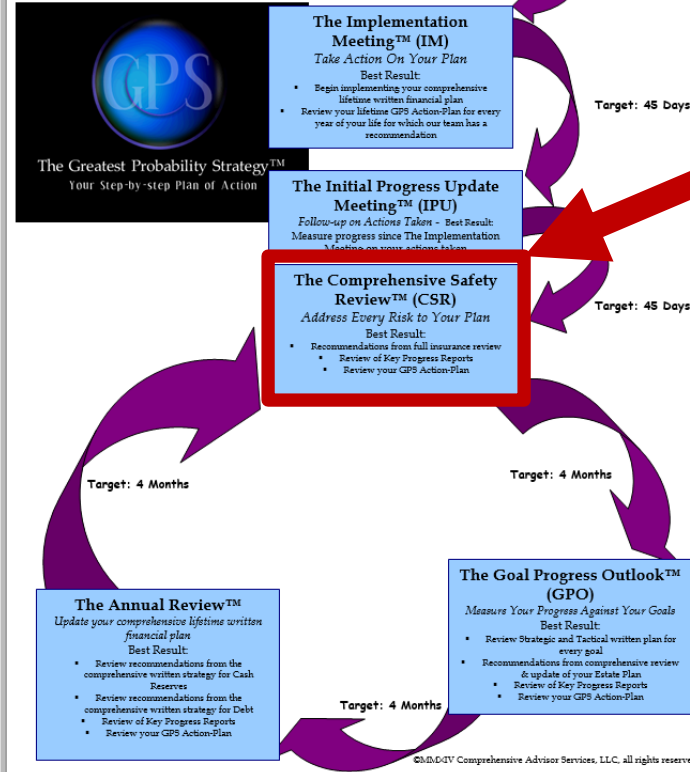 GPS
The Greatest Probability Strategy™
Your Step-by-step Plan of Action
The Implementation
Meeting™ (IM)
Take Action On Your Plan
Best Result:
▪ Begin implementing your comprehensive
lifetime written financial plan
▪ Review your lifetime GPS Action-Plan for every
year of your life for which our team has a
recommendation
Target: 45 Days
The Initial Progress Update
Meeting™ (IPU)
Follow-up on Actions Taken - Best Result:
Measure progress since The Implementation
Meeting on your actions taken
Target: 45 Days
The Comprehensive Safety
Review™ (CSR)
Address Every Risk to Your Plan
Best Result:
▪ Recommendations from full insurance review
▪ Review of Key Progress Reports
▪ Review your GPS Action-Plan
Target: 4 Months
The Goal Progress Outlook™
(GPO)
Measure Your Progress Against Your Goals
Best Result:
▪ Review Strategic and Tactical written plan for
every goal
▪ Recommendations from comprehensive review
& update of your Estate Plan
▪ Review of Key Progress Reports
▪ Review your GPS Action-Plan
Target: 4 Months
The Annual Review™
Update your comprehensive lifetime written
financial plan
Best Result:
▪ Review recommendations from the
comprehensive written strategy for Cash
Reserves
▪ Review recommendations from the
comprehensive written strategy for Debt
▪ Review of Key Progress Reports
▪ Review your GPS Action-Plan
Target: 4 Months
©MMXIV Comprehensive Advisor Services, LLC, all rights reserve